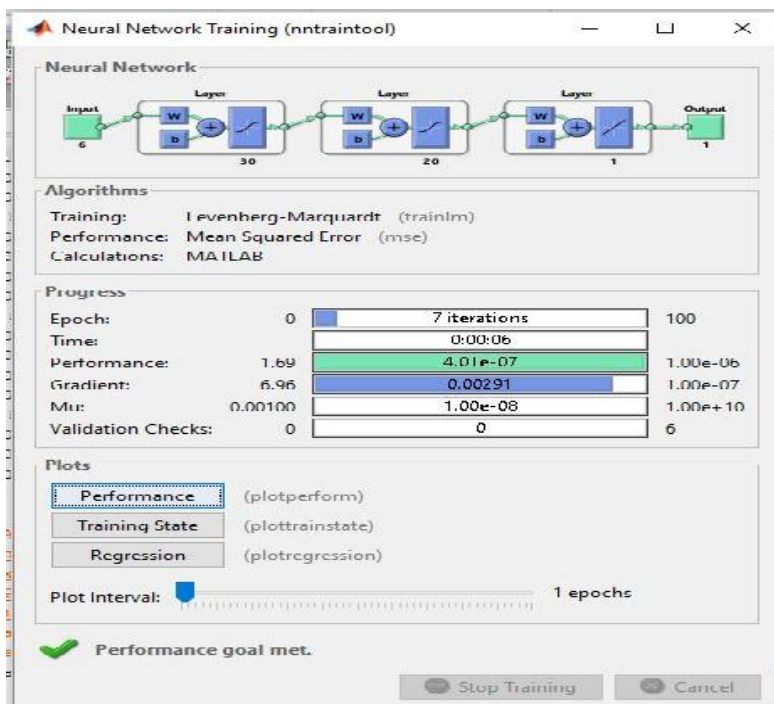 Neural Network Training (nntraintool)
Neural Network
Layer Layer Layer
Input Output
W W W
b b b
6 30 20 1 1
Algorithms
Training: Levenberg-Marquardt (trainlm)
Performance: Mean Squared Error (mse)
Calculations: MATLAB
Progress
Epoch: 0 7 iterations 100
Time: 0:00:06
Performance: 1.69 4.01e-07 1.00e-06
Gradient: 6.96 0.00291 1.00e-07
Mu: 0.00100 1.00e-08 1.00e+10
Validation Checks: 0 0 6
Plots
Performance (plotperform)
Training State (plottrainstate)
Regression (plotregression)
Plot Interval: 1 epochs
Performance goal met.
Stop Training Cancel